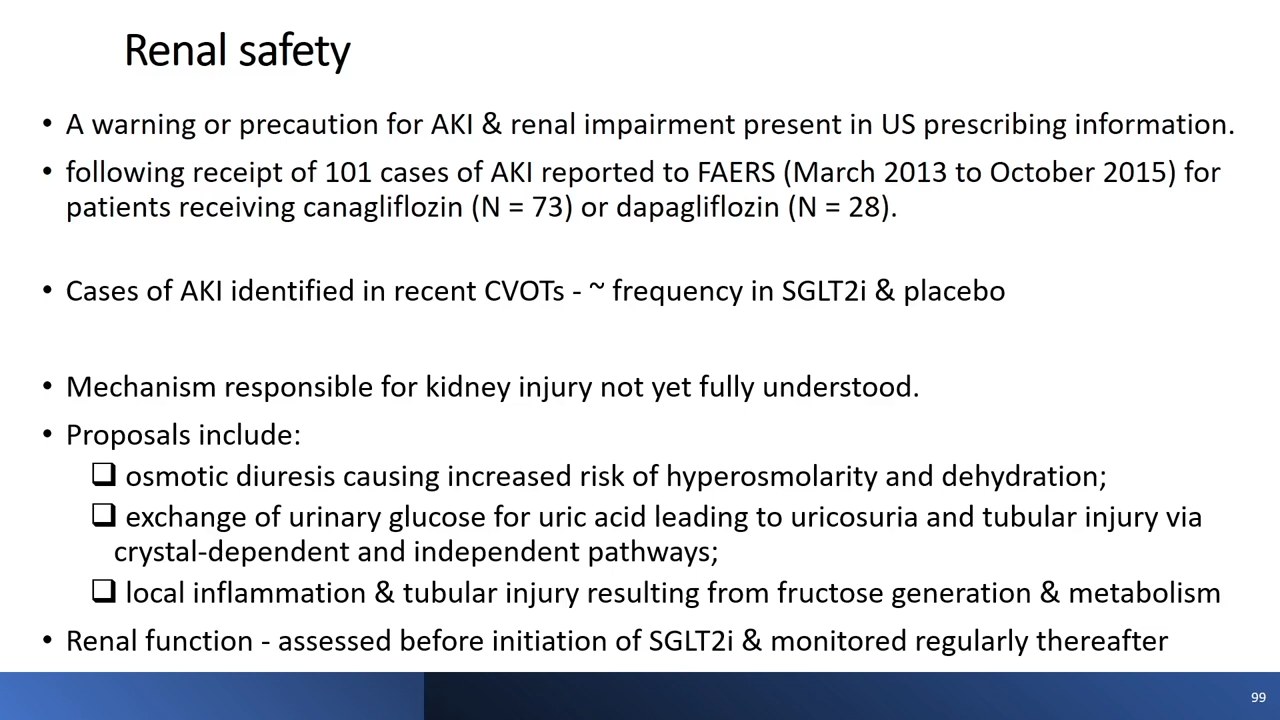 Renal safety
• A warning or precaution for AKI & renal impairment present in US prescribing information.
• following receipt of 101 cases of AKI reported to FAERS (March 2013 to October 2015) for
patients receiving canagliflozin (N = 73) or dapagliflozin (N = 28).
• Cases of AKI identified in recent CVOTs - ~ frequency in SGLT2i & placebo
• Mechanism responsible for kidney injury not yet fully understood.
• Proposals include:
❑ osmotic diuresis causing increased risk of hyperosmolarity and dehydration;
❑ exchange of urinary glucose for uric acid leading to uricosuria and tubular injury via
crystal-dependent and independent pathways;
❑ local inflammation & tubular injury resulting from fructose generation & metabolism
• Renal function - assessed before initiation of SGLT2i & monitored regularly thereafter
99